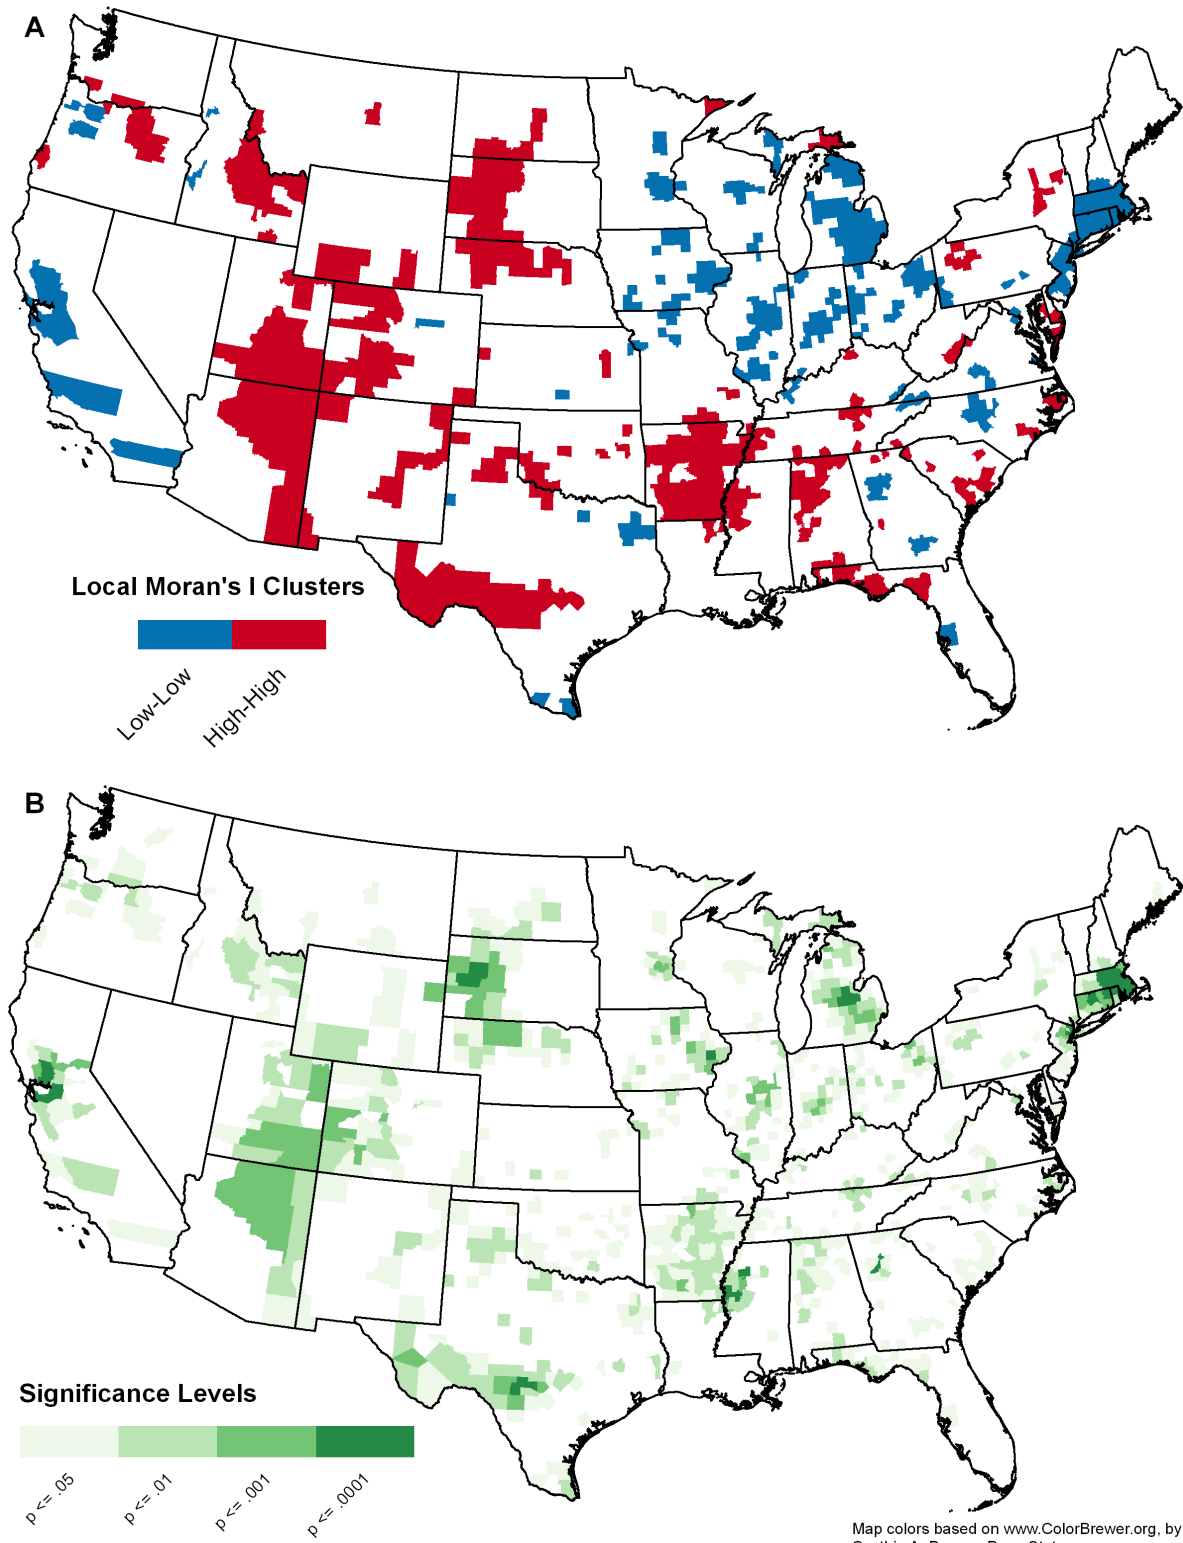 A
Local Moran's I Clusters
Low-Low
High-High
B
Significance Levels
p <= .05
p <= .01
p <= .001
p <= .0001
Map colors based on www.ColorBrewer.org, by